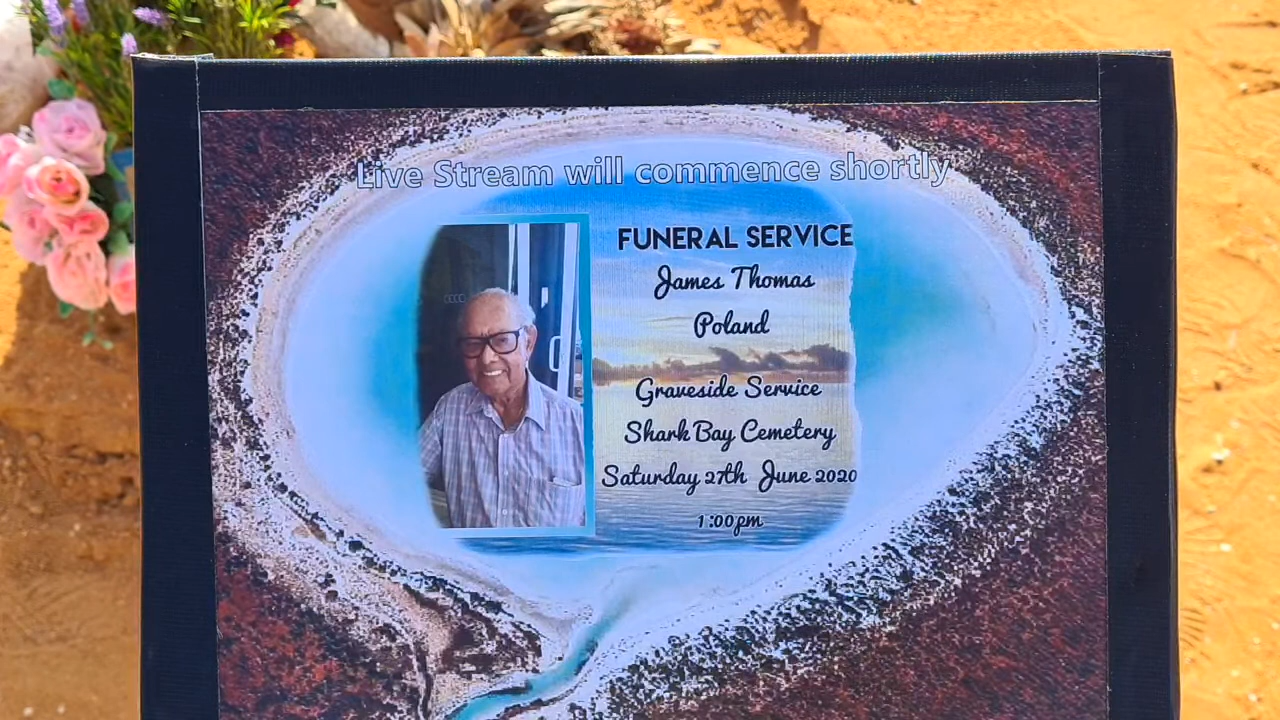 Live Stream will commence shortly
FUNERAL SERVICE
James Thomas
Poland
Graveside Service
Shark Bay Cemetery
Saturday 27th June 2020
1:00pm